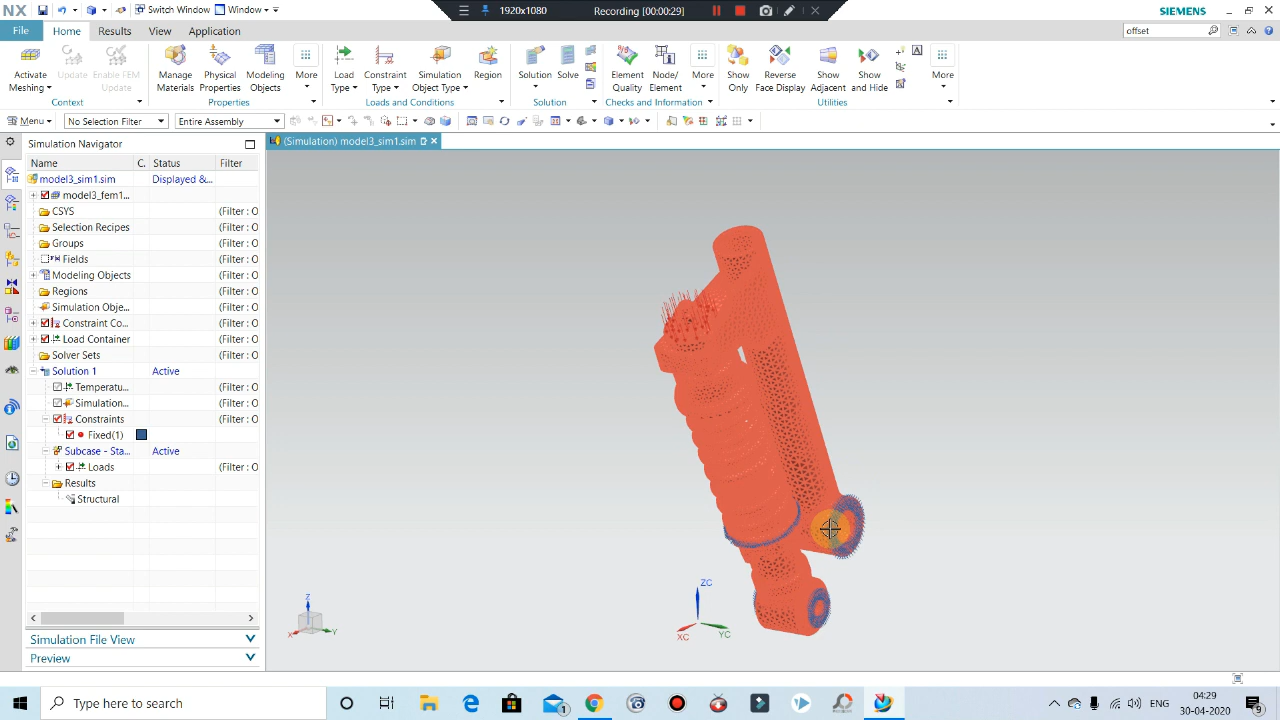 NX
Switch Window
Window
1920x1080
Recording [00:00:29]
SIEMENS
File
Home
Results
View
Application
offset
Activate Meshing
Update
Enable FEM Update
Context
Manage Materials
Physical Properties
Modeling Objects
More
Properties
Load Type
Constraint Type
Simulation Object Type
Region
Loads and Conditions
Solution
Solve
Solution
Element Quality
Node/ Element
More
Checks and Information
Show Only
Reverse Face Display
Show Adjacent
Show and Hide
More
Utilities
Menu
No Selection Filter
Entire Assembly
Simulation Navigator
(Simulation) model3_sim1.sim
Name
C.
Status
Filter
model3_sim1.sim
Displayed &...
model3_fem1...
CSYS
(Filter : O
Selection Recipes
(Filter : O
Groups
(Filter : O
Fields
(Filter : O
Modeling Objects
(Filter : O
Regions
(Filter : O
Simulation Obje...
(Filter : O
Constraint Co...
(Filter : O
Load Container
(Filter : O
Solver Sets
(Filter : O
Solution 1
Active
Temperatu...
(Filter : O
Simulation...
(Filter : O
Constraints
(Filter : O
Fixed(1)
Subcase - Sta...
Active
Loads
(Filter : O
Results
Structural
Simulation File View
Preview
Z
X
Y
ZC
XC
YC
Type here to search
1
ENG
04:29
30-04-2020
9